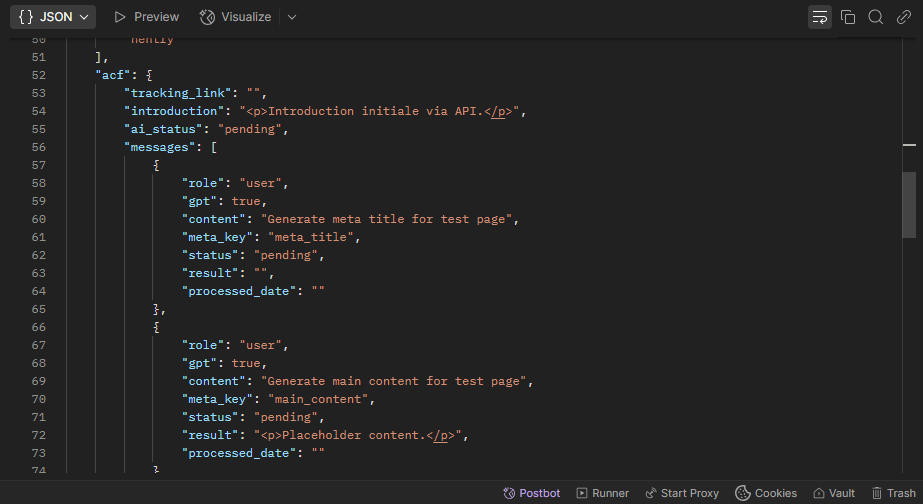 {} JSON Preview Visualize
50 nently
51 ],
52 "acf": {
53 "tracking_link": "",
54 "introduction": "<p>Introduction initiale via API.</p>",
55 "ai_status": "pending",
56 "messages": [
57 {
58 "role": "user",
59 "gpt": true,
60 "content": "Generate meta title for test page",
61 "meta_key": "meta_title",
62 "status": "pending",
63 "result": "",
64 "processed_date": ""
65 },
66 {
67 "role": "user",
68 "gpt": true,
69 "content": "Generate main content for test page",
70 "meta_key": "main_content",
71 "status": "pending",
72 "result": "<p>Placeholder content.</p>",
73 "processed_date": ""
74 }
Postbot Runner Start Proxy Cookies Vault Trash